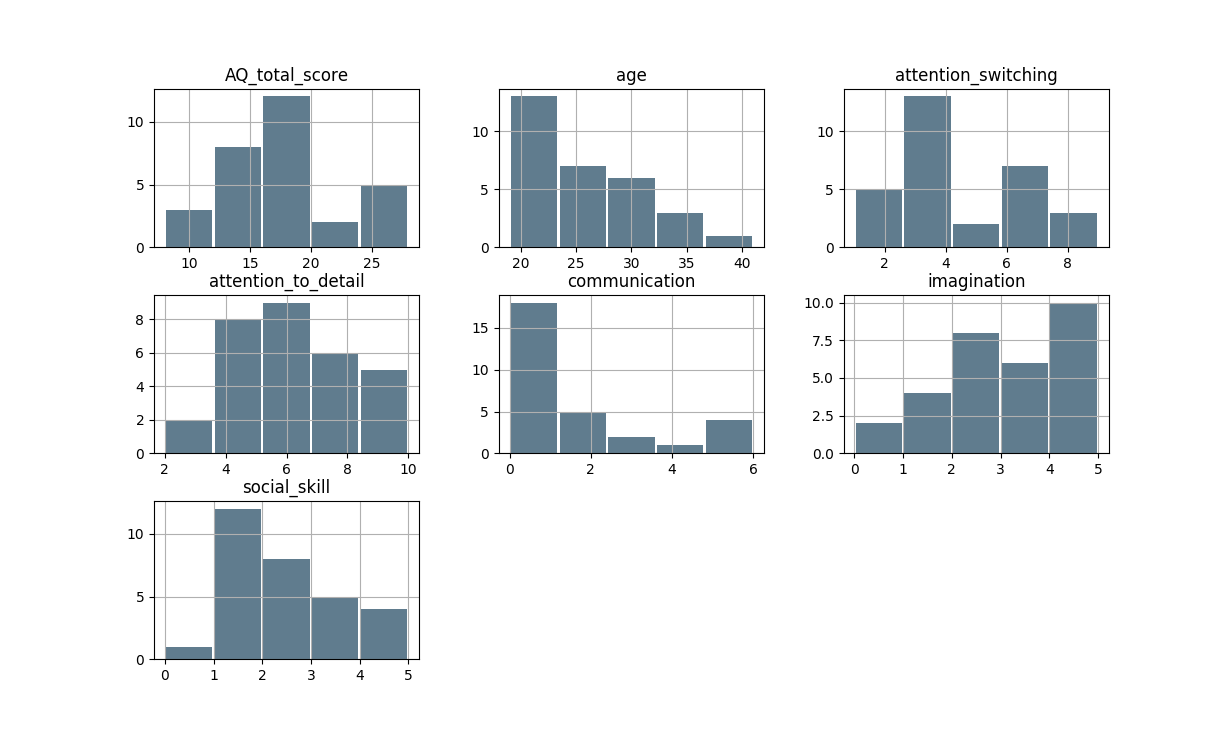 AQ_total_score
10
5
0
10 15 20 25
age
10
5
0
20 25 30 35 40
attention_switching
10
5
0
2 4 6 8
attention_to_detail
8
6
4
2
0
2 4 6 8 10
communication
15
10
5
0
0 2 4 6
imagination
10.0
7.5
5.0
2.5
0.0
0 1 2 3 4 5
social_skill
10
5
0
0 1 2 3 4 5